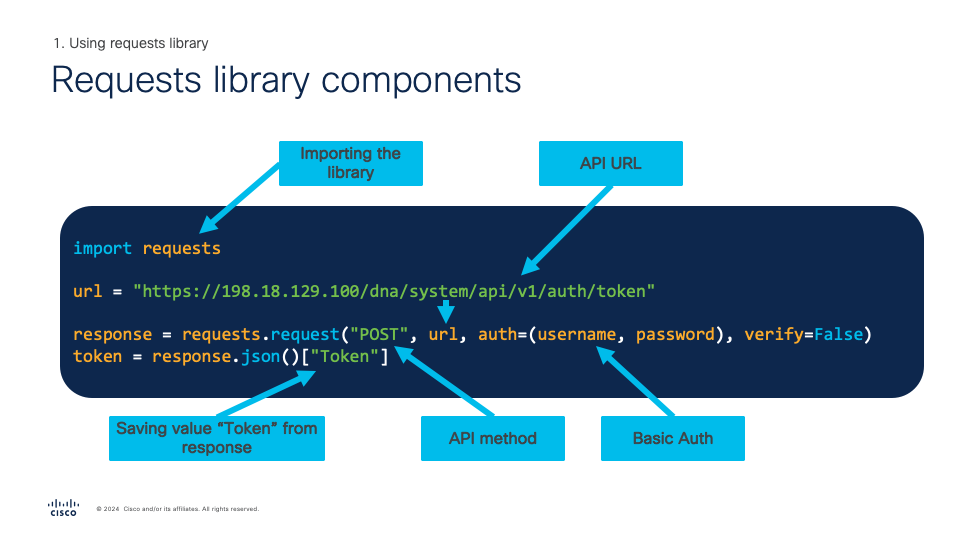 1. Using requests library
Requests library components
Importing the
library
API URL
import requests
url = "https://198.18.129.100/dna/system/api/v1/auth/token"
response = requests.request("POST", url, auth=(username, password), verify=False)
token = response.json()["Token"]
Saving value “Token” from
response
API method
Basic Auth
CISCO
© 2024 Cisco and/or its affiliates. All rights reserved.